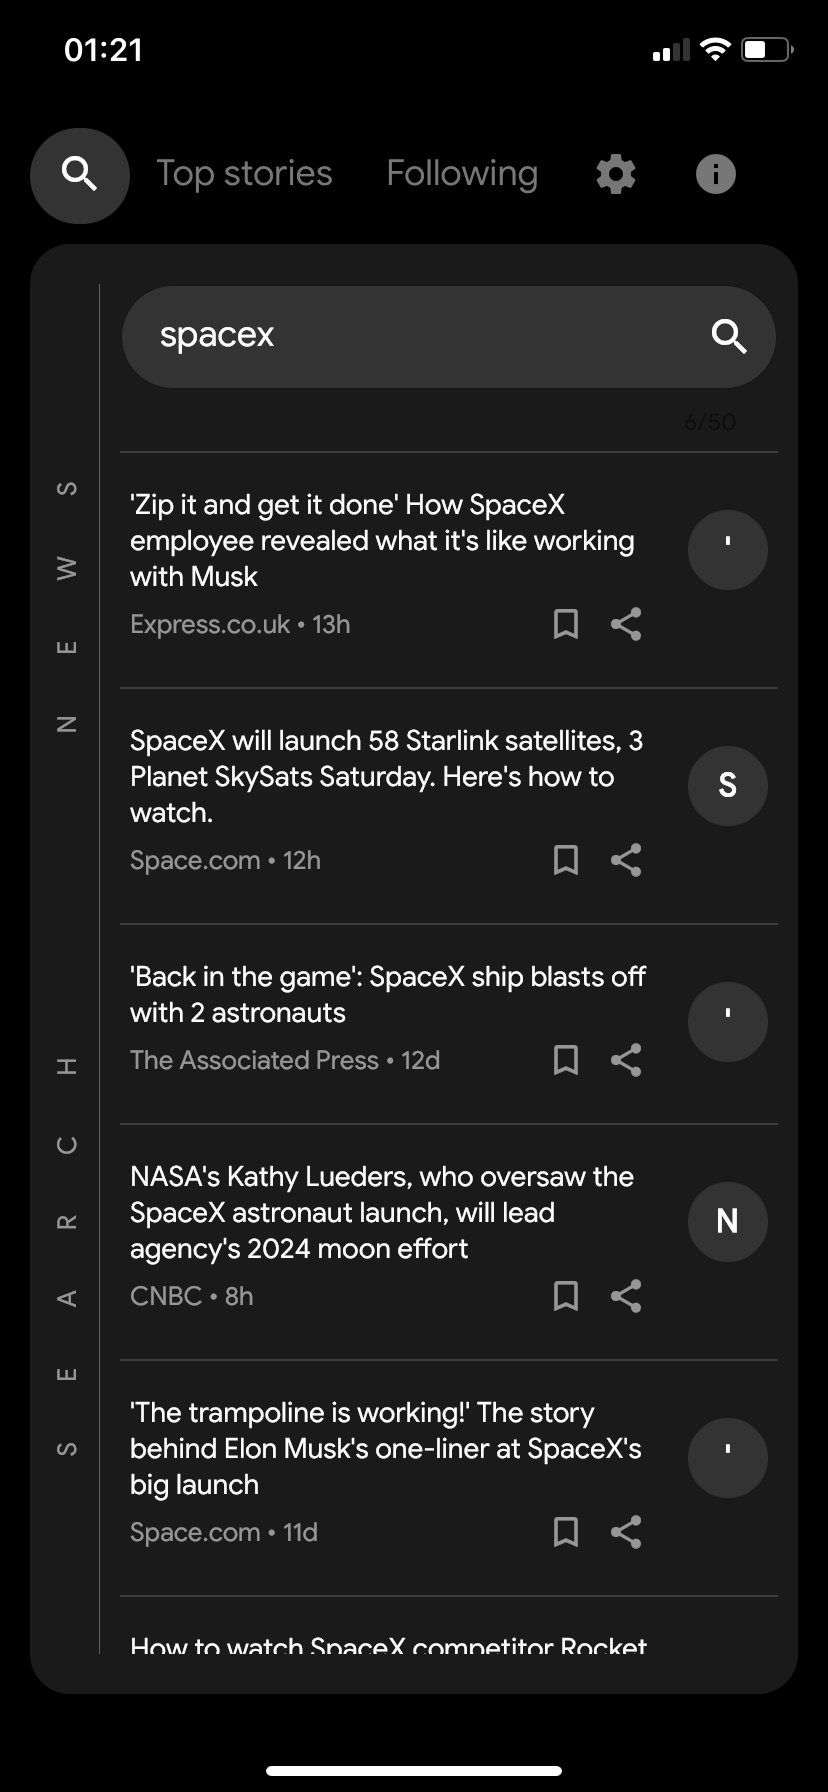 01:21
Top stories
Following
spacex
6/50
'Zip it and get it done' How SpaceX
employee revealed what it's like working
with Musk
Express.co.uk • 13h
'
SpaceX will launch 58 Starlink satellites, 3
Planet SkySats Saturday. Here's how to
watch.
Space.com • 12h
S
'Back in the game': SpaceX ship blasts off
with 2 astronauts
The Associated Press • 12d
'
NASA's Kathy Lueders, who oversaw the
SpaceX astronaut launch, will lead
agency's 2024 moon effort
CNBC • 8h
N
'The trampoline is working!' The story
behind Elon Musk's one-liner at SpaceX's
big launch
Space.com • 11d
'
How to watch SpaceX competitor Rocket
SEARCH NEWS